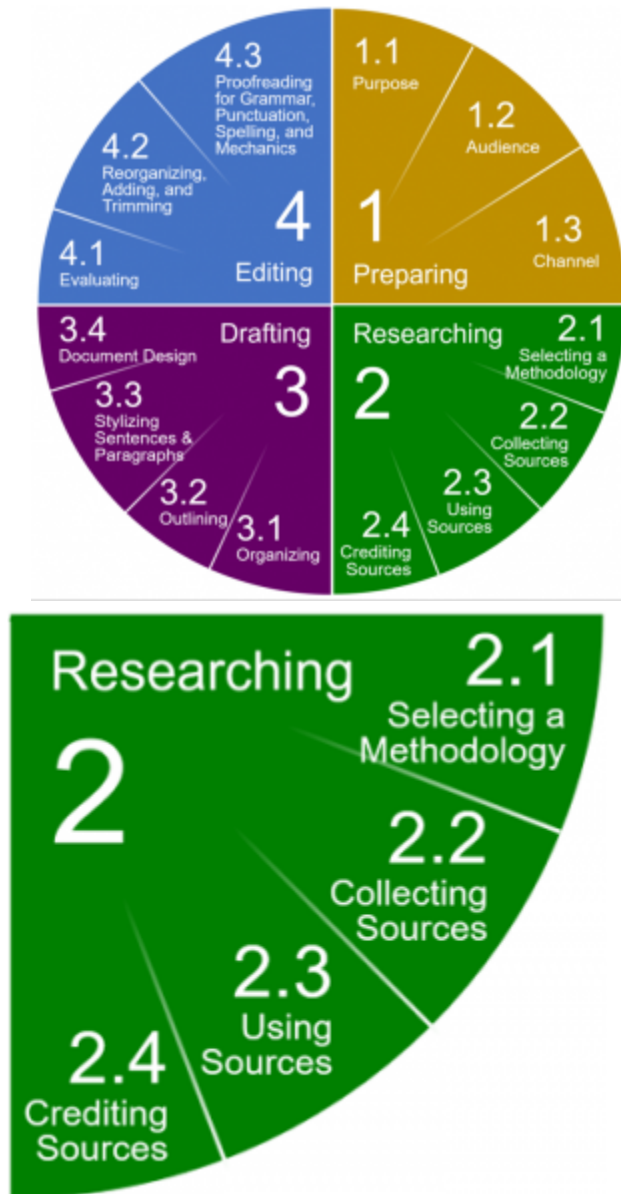 4.3
Proofreading
for Grammar,
Punctuation,
Spelling, and
Mechanics
4.2
Reorganizing,
Adding, and
Trimming
4.1
Evaluating
4
Editing
1.1
Purpose
1.2
Audience
1.3
Channel
1
Preparing
Researching
2
2.1
Selecting a
Methodology
2.2
Collecting
Sources
2.3
Using
Sources
2.4
Crediting
Sources
Drafting
3
3.1
Organizing
3.2
Outlining
3.3
Stylizing
Sentences &
Paragraphs
3.4
Document Design
Researching
2
2.1
Selecting a
Methodology
2.2
Collecting
Sources
2.3
Using
Sources
2.4
Crediting
Sources